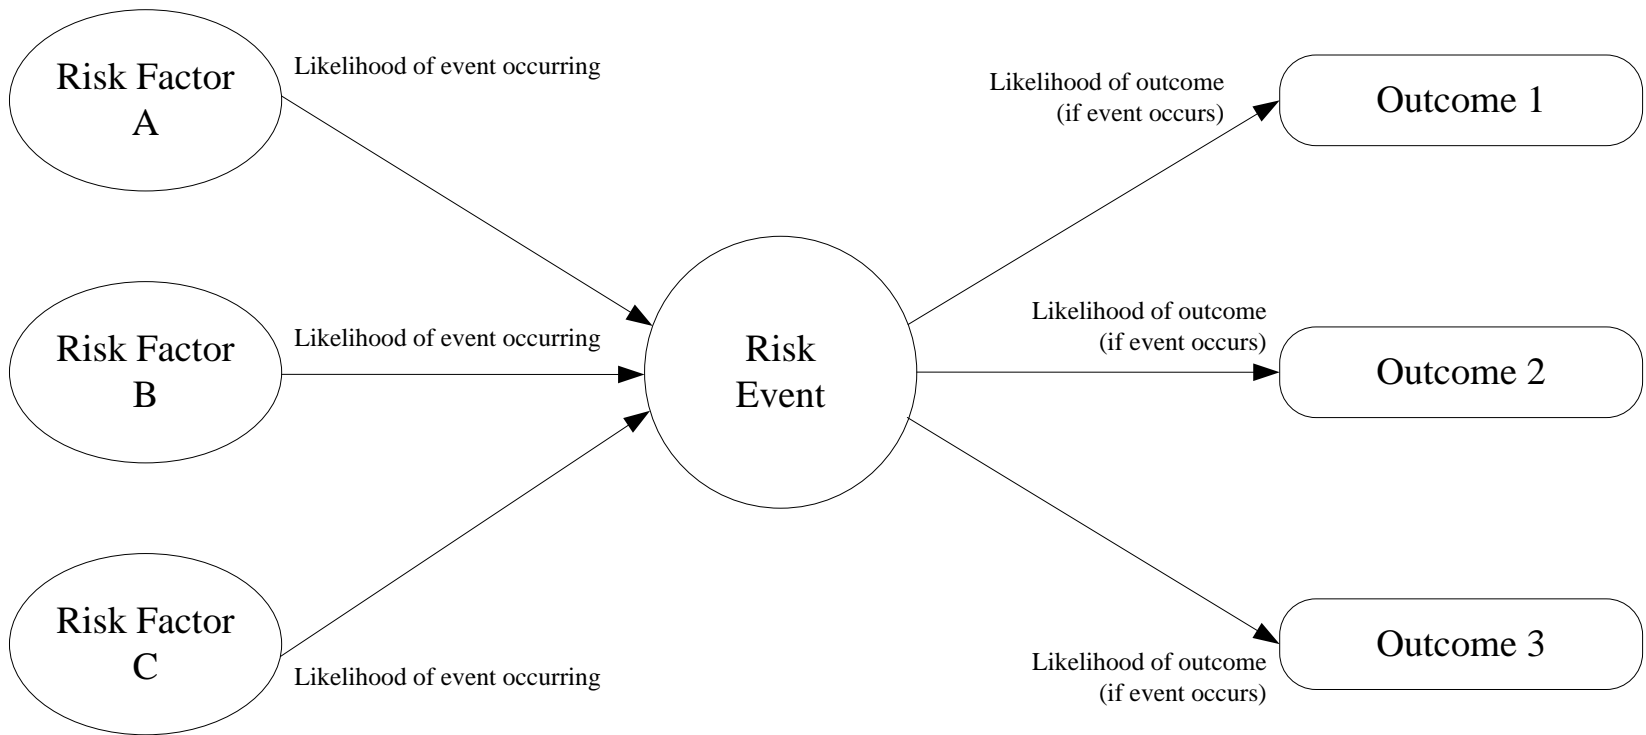 Risk Factor
A
Likelihood of event occurring
Likelihood of outcome
(if event occurs)
Outcome 1
Risk Factor
B
Likelihood of event occurring
Risk
Event
Likelihood of outcome
(if event occurs)
Outcome 2
Risk Factor
C
Likelihood of event occurring
Likelihood of outcome
(if event occurs)
Outcome 3